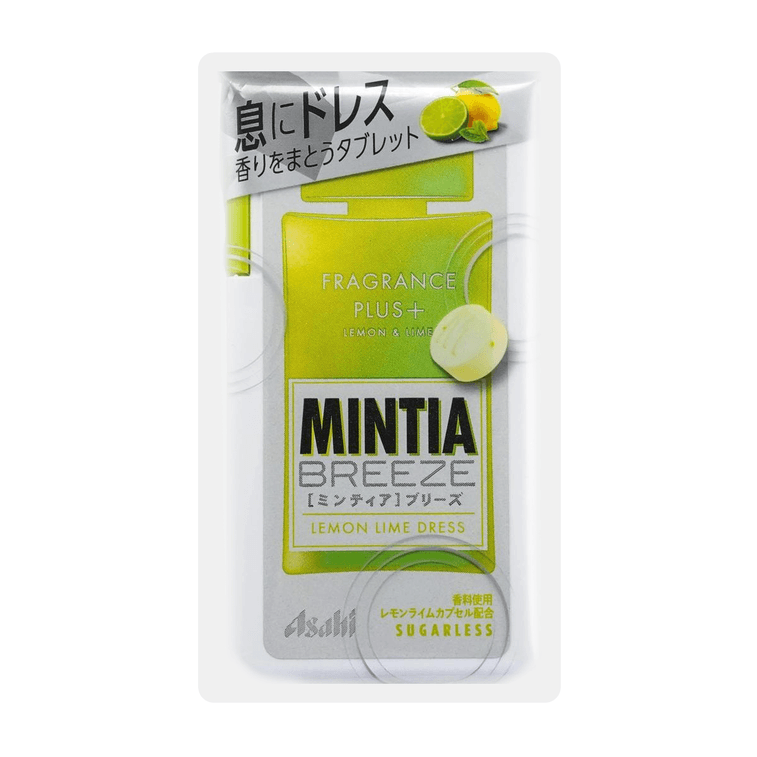 息にドレス
香りをまとうタブレット
FRAGRANCE
PLUS+
LEMON & LIME
MINTIA
BREEZE
[ミンティア]ブリーズ
LEMON LIME DRESS
香料使用
レモンライムカプセル配合
Asahi
SUGARLESS